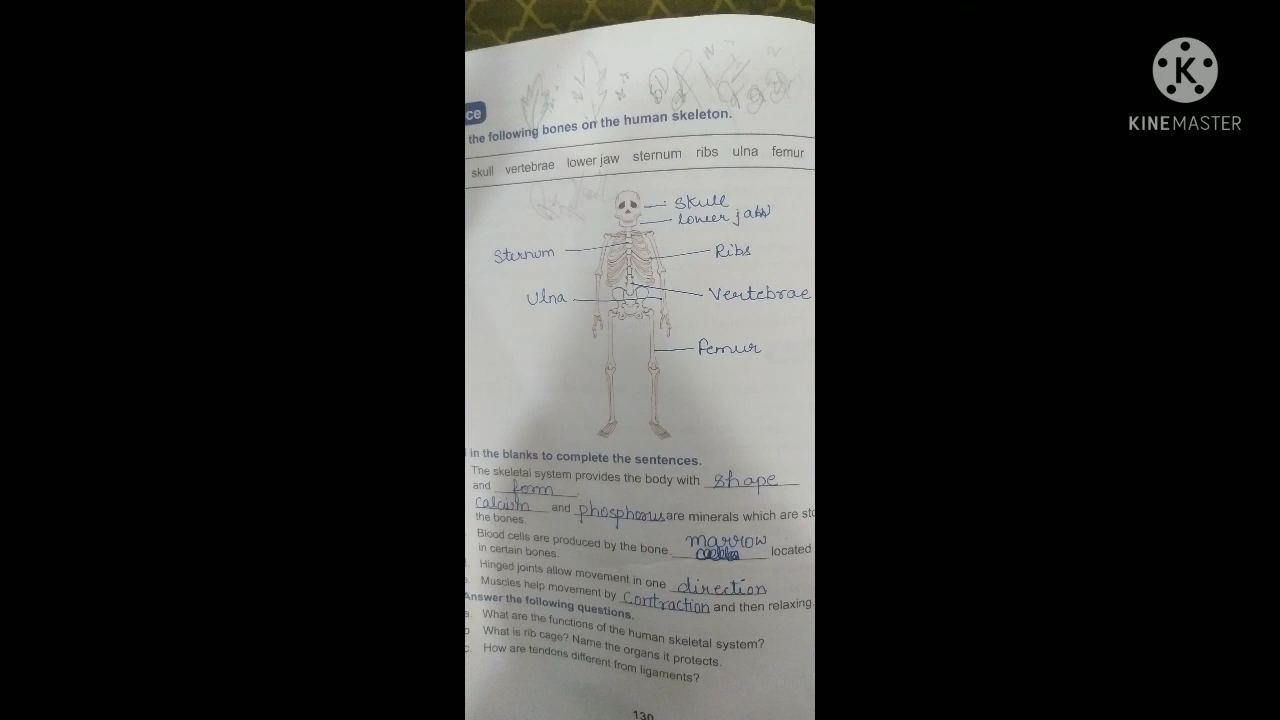 ce
the following bones on the human skeleton.
skull vertebrae lower jaw sternum ribs ulna femur
Skull
lower jaw
Sternum
Ribs
Ulna
Vertebrae
Femur
in the blanks to complete the sentences.
The skeletal system provides the body with shape
and form.
calcium and phosphorus are minerals which are sto
the bones.
Blood cells are produced by the bone marrow located
in certain bones.
Hinged joints allow movement in one direction
e. Muscles help movement by contraction and then relaxing.
Answer the following questions.
a. What are the functions of the human skeletal system?
b What is rib cage? Name the organs it protects.
c. How are tendons different from ligaments?
130
K
KINEMASTER